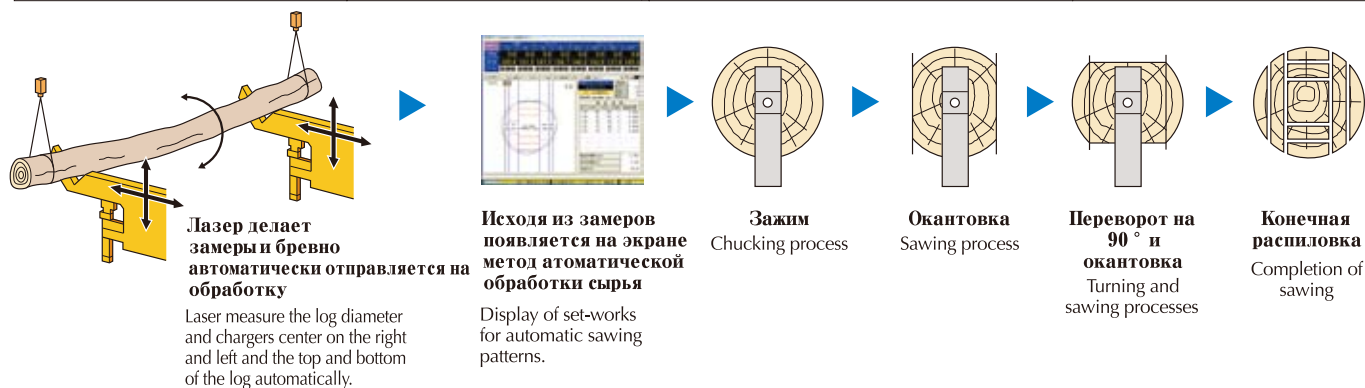 Лазер делает
замеры и бревно
автоматически отправляется на
обработку
Laser measure the log diameter
and chargers center on the right
and left and the top and bottom
of the log automatically.
Исходя из замеров
появляется на экране
метод атоматической
обработки сырья
Display of set-works
for automatic sawing
patterns.
Зажим
Chucking process
Окантовка
Sawing process
Переворот на
90 ° и
окантовка
Turning and
sawing processes
Конечная
распиловка
Completion of
sawing